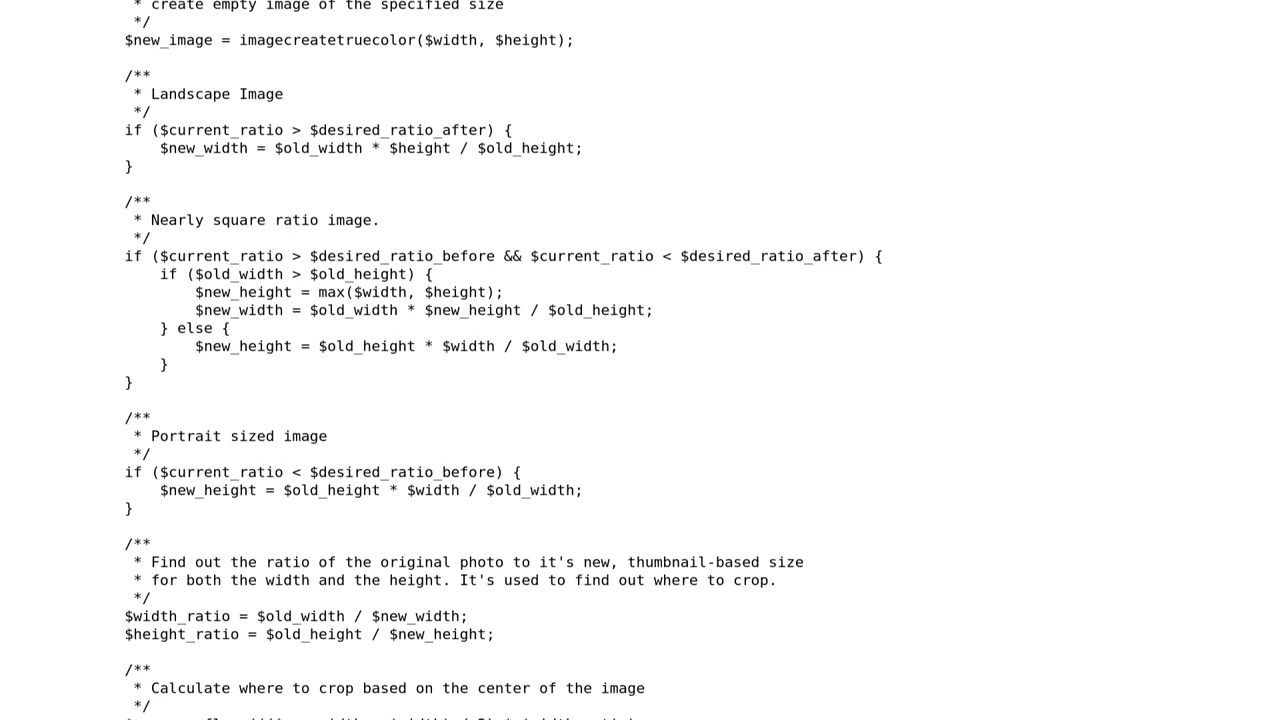 * create empty image of the specified size
*/
$new_image = imagecreatetruecolor($width, $height);
/**
* Landscape Image
*/
if ($current_ratio > $desired_ratio_after) {
$new_width = $old_width * $height / $old_height;
}
/**
* Nearly square ratio image.
*/
if ($current_ratio > $desired_ratio_before && $current_ratio < $desired_ratio_after) {
if ($old_width > $old_height) {
$new_height = max($width, $height);
$new_width = $old_width * $new_height / $old_height;
} else {
$new_height = $old_height * $width / $old_width;
}
}
/**
* Portrait sized image
*/
if ($current_ratio < $desired_ratio_before) {
$new_height = $old_height * $width / $old_width;
}
/**
* Find out the ratio of the original photo to it's new, thumbnail-based size
* for both the width and the height. It's used to find out where to crop.
*/
$width_ratio = $old_width / $new_width;
$height_ratio = $old_height / $new_height;
/**
* Calculate where to crop based on the center of the image
*/